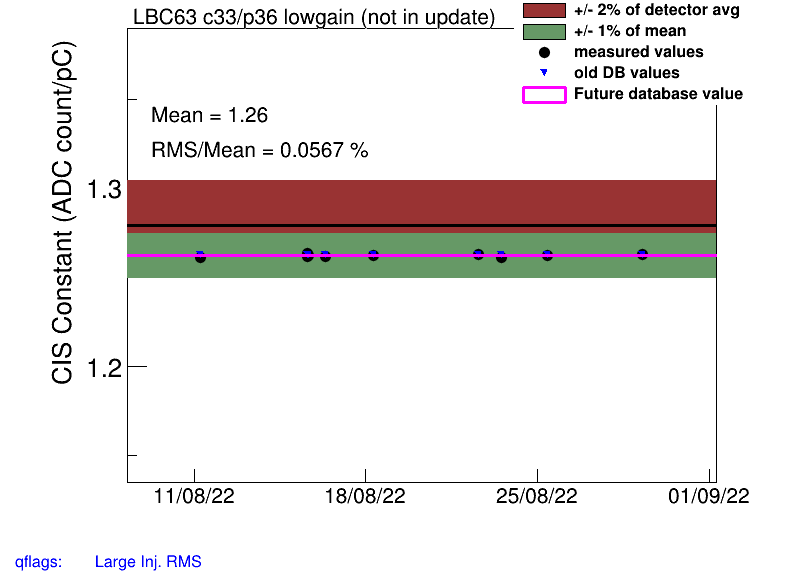 LBC63 c33/p36 lowgain (not in update)
+/- 2% of detector avg
+/- 1% of mean
measured values
old DB values
Future database value
Mean = 1.26
RMS/Mean = 0.0567 %
CIS Constant (ADC count/pC)
1.3
1.2
11/08/22
18/08/22
25/08/22
01/09/22
qflags: Large Inj. RMS